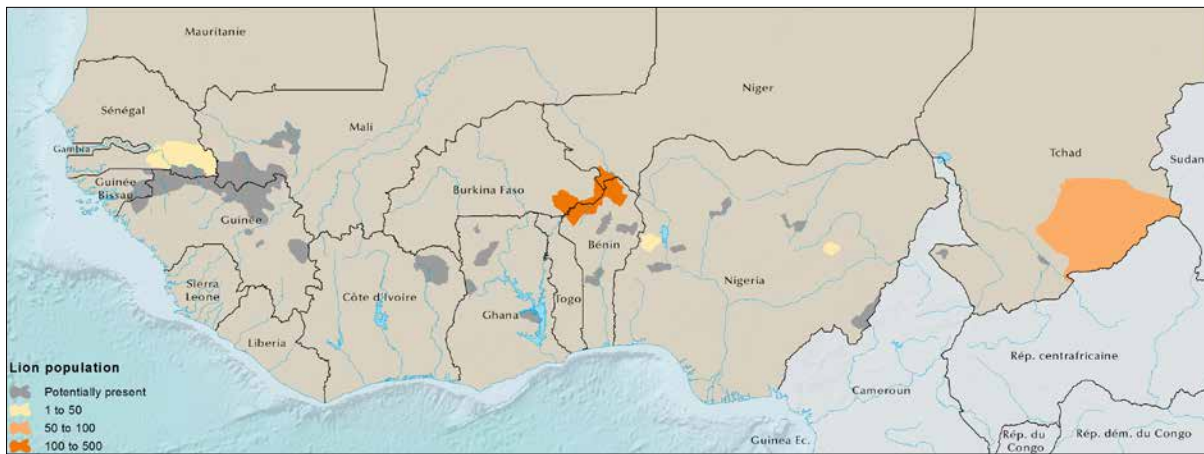 Mauritanie
Niger
Sénégal
Mali
Tchad
Sudan
Gambia
Guinée
Bissag
Burkina Faso
Guinée
Bénin
Sierra
Leone
Côte d'Ivoire
Ghana
Togo
Nigeria
Liberia
Rép. centrafricaine
Cameroun
Guinea Ec.
Rép. du
Congo
Rép. dém. du Congo
Lion population
Potentially present
1 to 50
50 to 100
100 to 500